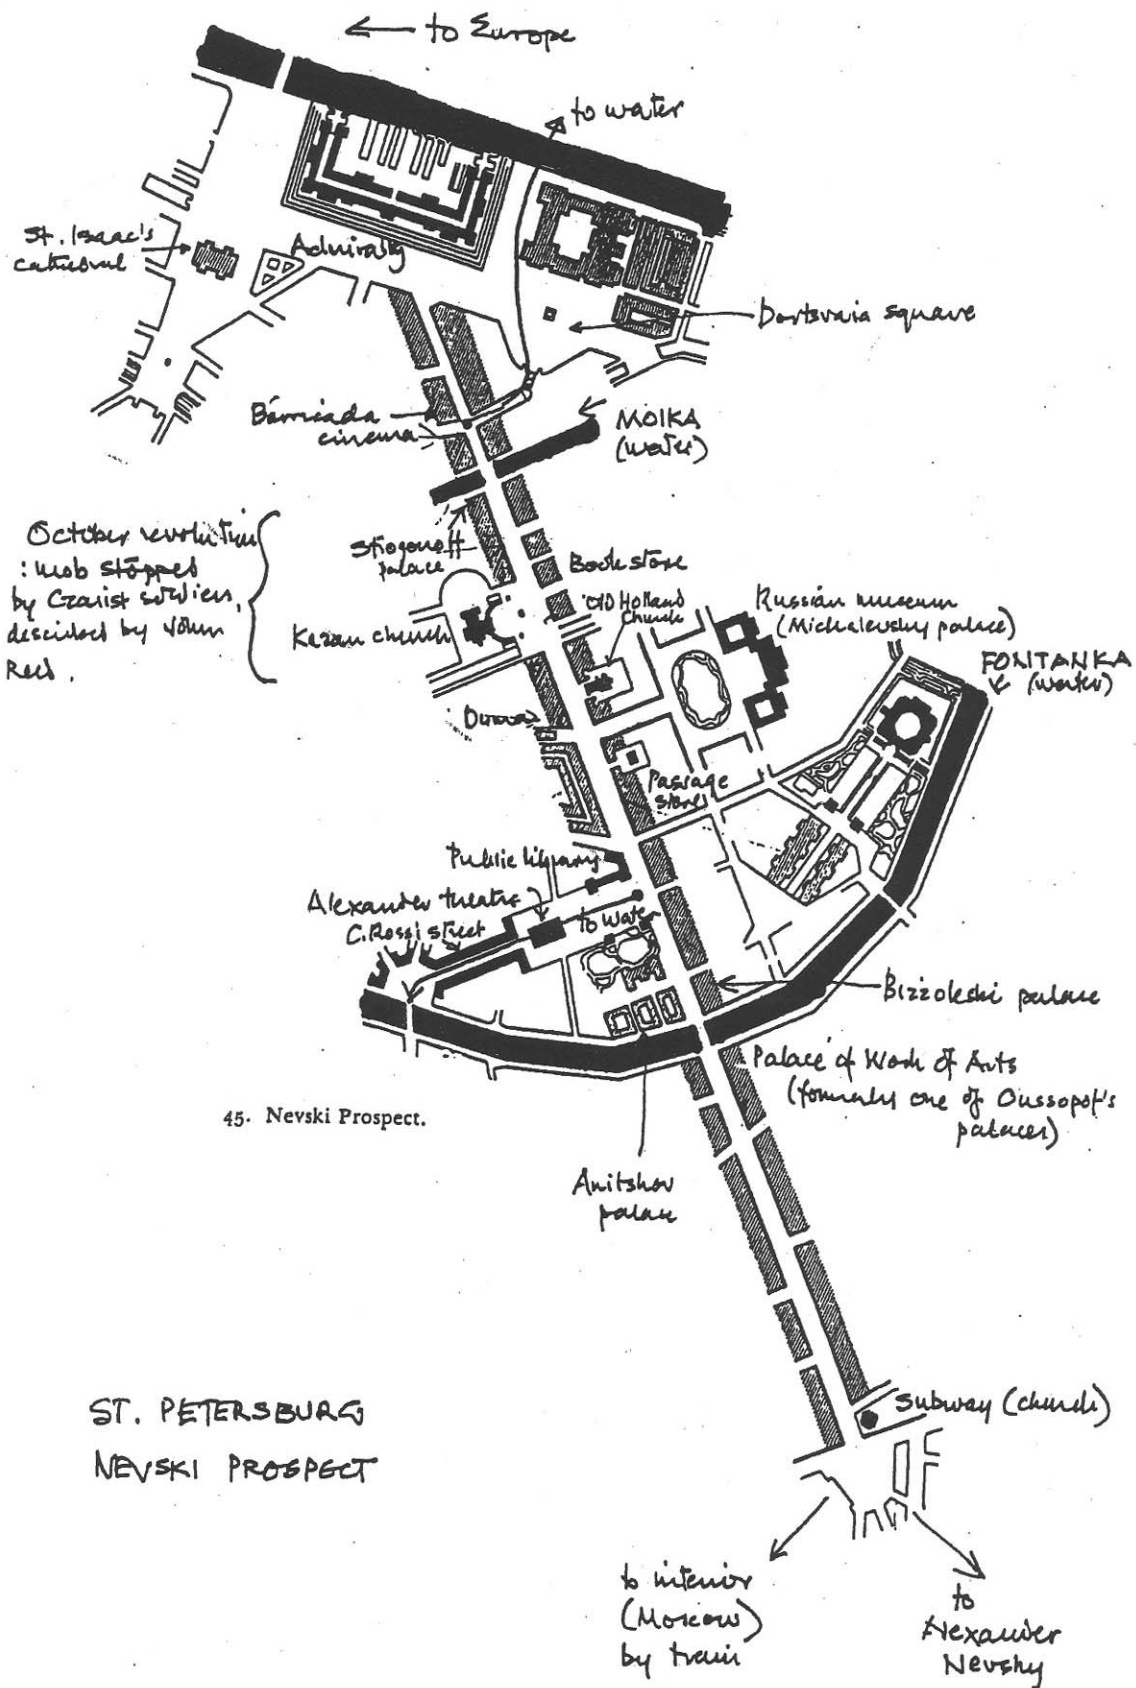 ← to Europe
to water
St. Isaac's
cathedral
Admiralty
Dortsvaia square
Barricada
cinema
MOIKA
(water)
October revolution
: mob stopped
by Czarist soldiers,
described by John
Reed.
Strogonoff
palace
Book store
Old Holland
Church
Kazan church
Russian museum
(Michalevsky palace)
FONTANKA
(water)
Duma
Passage
store
Public library
Alexander theatre
C. Rossi street
to water
Bizzoleski palace
Palace of Work of Arts
(formerly one of Oussopof's
palaces)
45. Nevski Prospect.
Anitshov
palace
ST. PETERSBURG
NEVSKI PROSPECT
Subway (church)
to interior
(Moscow)
by train
to
Alexander
Nevsky